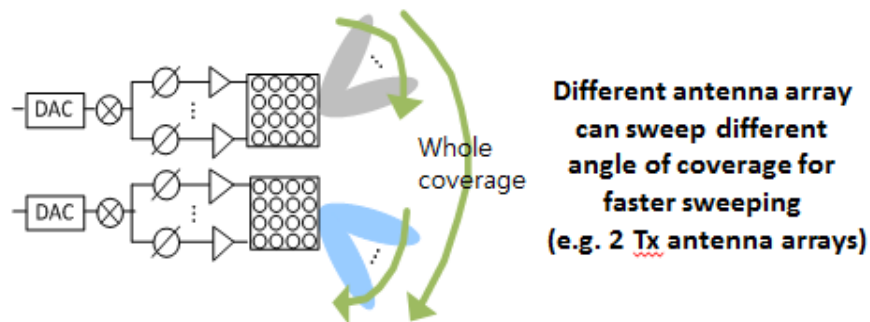 DAC
Whole
coverage
DAC
Different antenna array
can sweep different
angle of coverage for
faster sweeping
(e.g. 2 Tx antenna arrays)